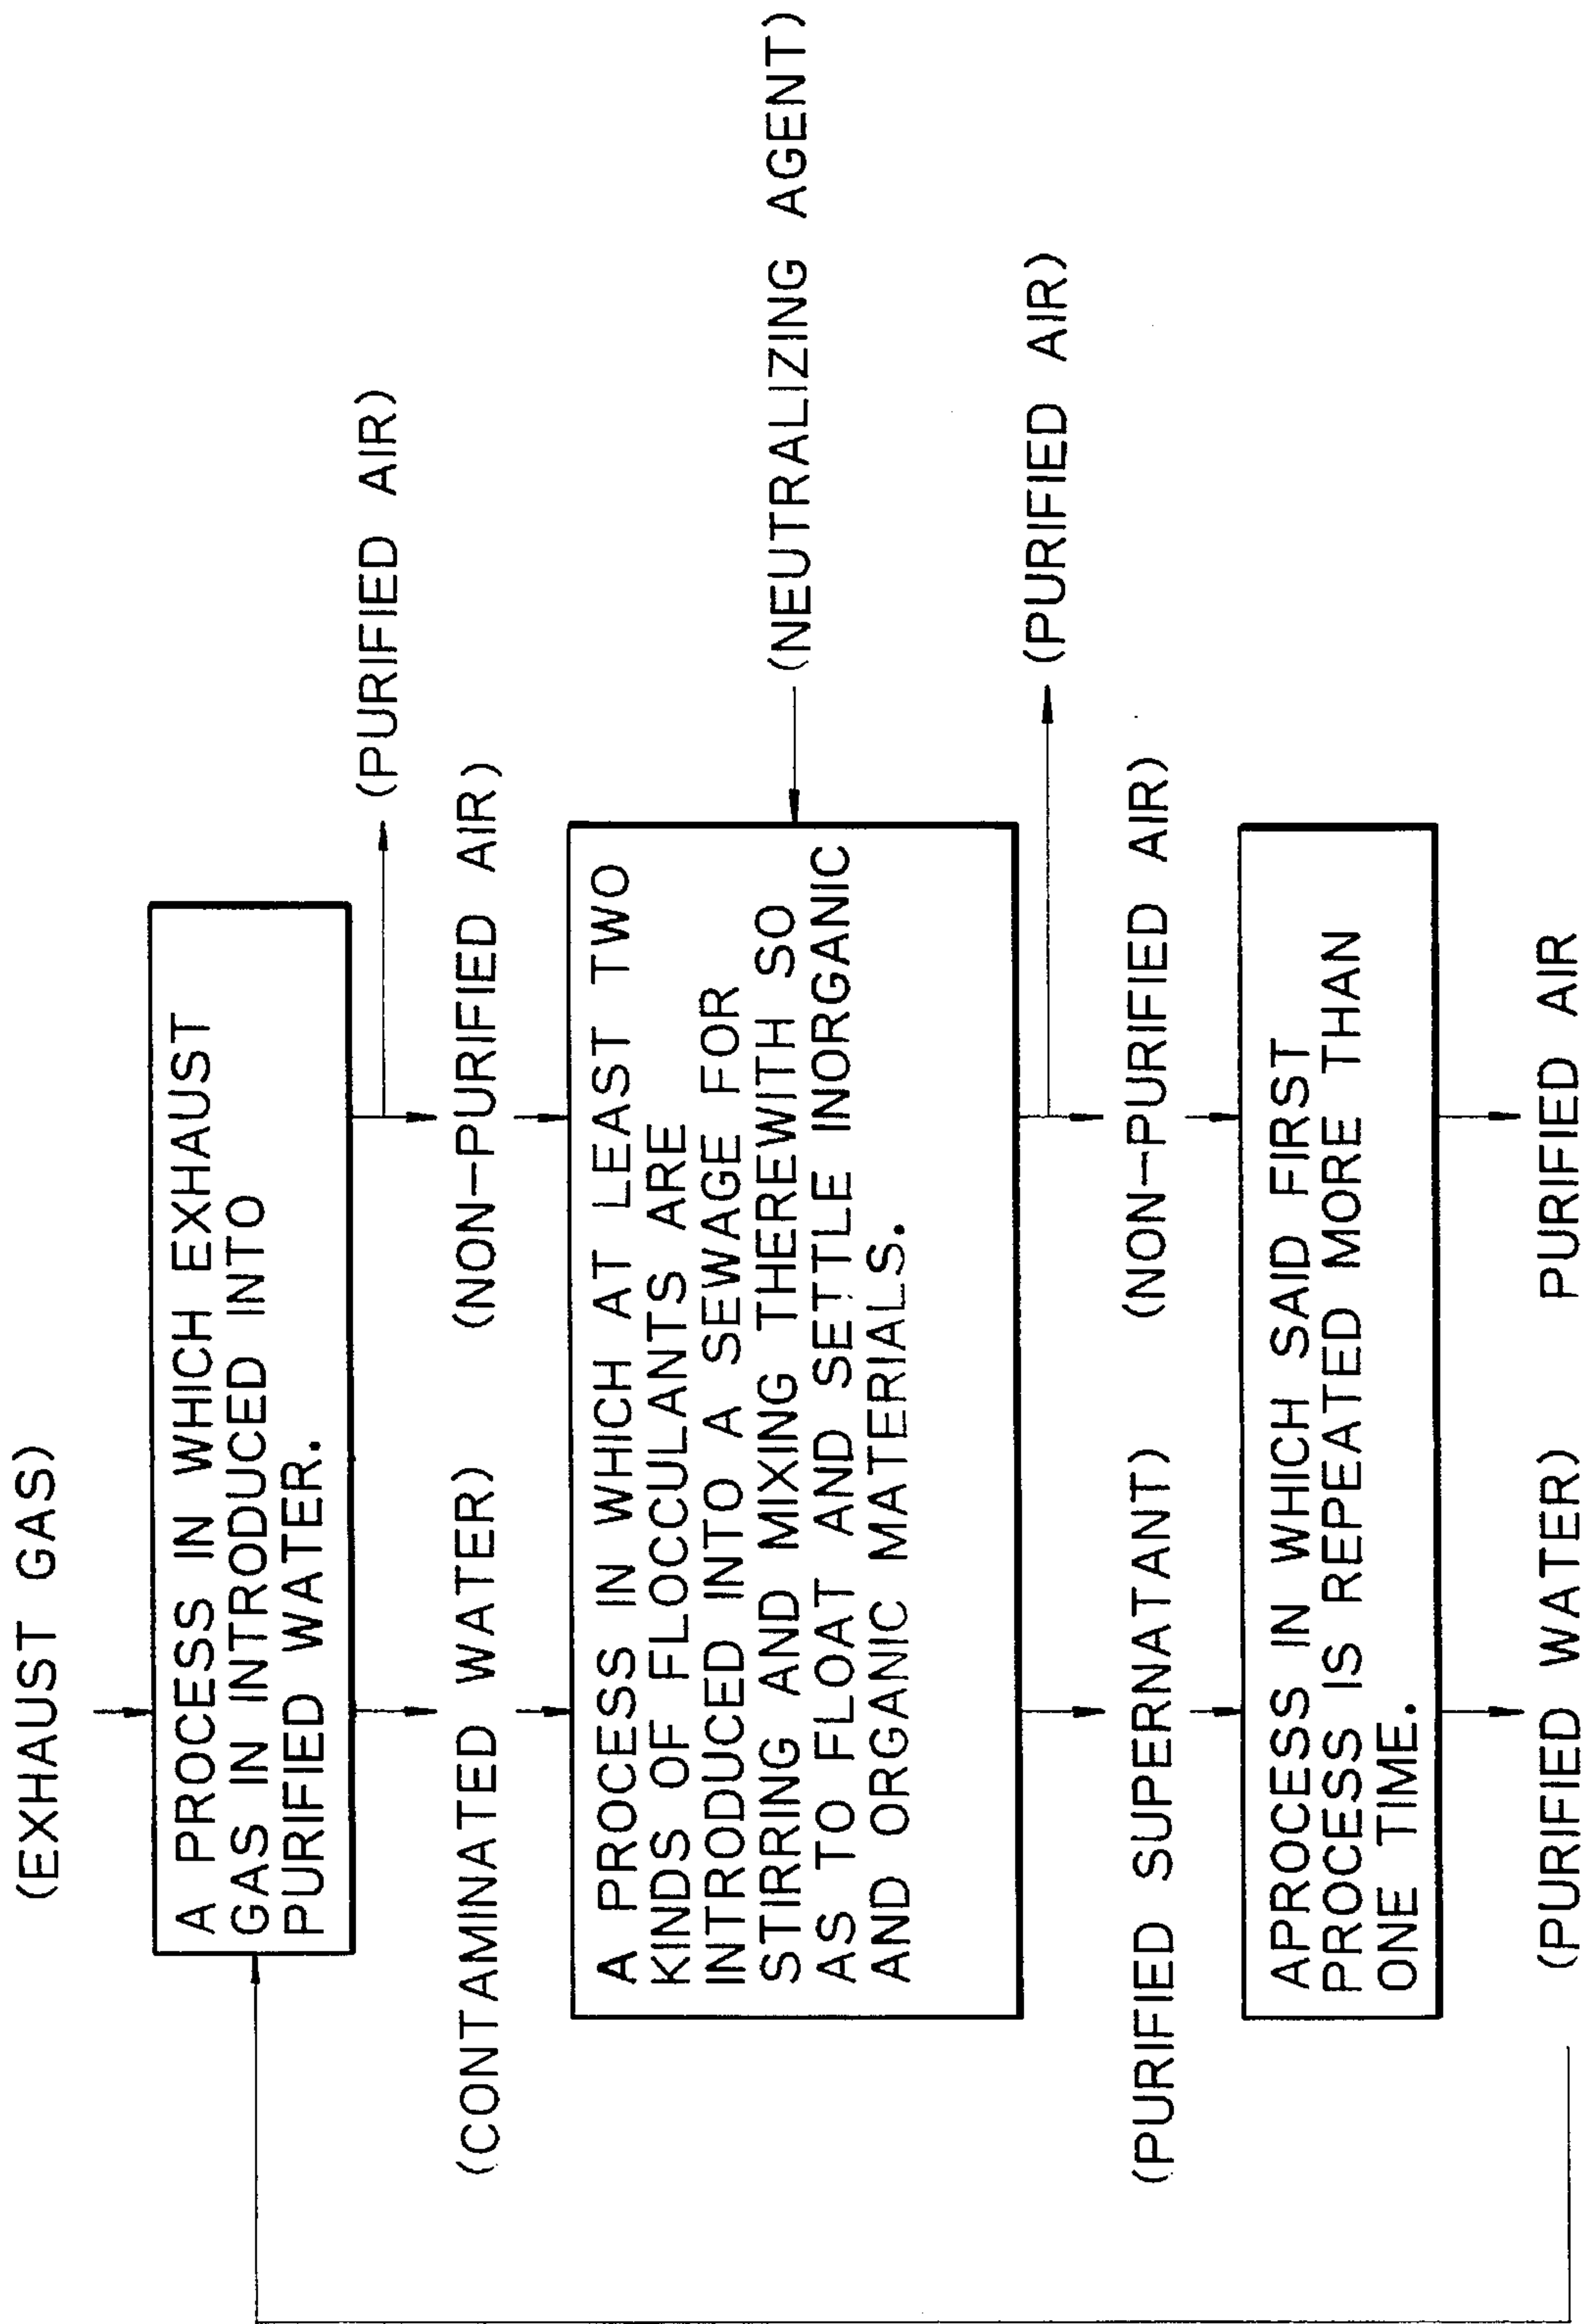 (EXHAUST GAS)
A PROCESS IN WHICH EXHAUST
GAS IN INTRODUCED INTO
PURIFIED WATER.
(PURIFIED AIR)
(CONTAMINATED WATER)
(NON-PURIFIED AIR)
A PROCESS IN WHICH AT LEAST TWO
KINDS OF FLOCCULANTS ARE
INTRODUCED INTO A SEWAGE FOR
STIRRING AND MIXING THEREWITH SO
AS TO FLOAT AND SETTLE INORGANIC
AND ORGANIC MATERIALS.
(NEUTRALIZING AGENT)
(PURIFIED AIR)
(PURIFIED SUPERNATANT)
(NON-PURIFIED AIR)
APROCESS IN WHICH SAID FIRST
PROCESS IS REPEATED MORE THAN
ONE TIME.
(PURIFIED WATER)
PURIFIED AIR